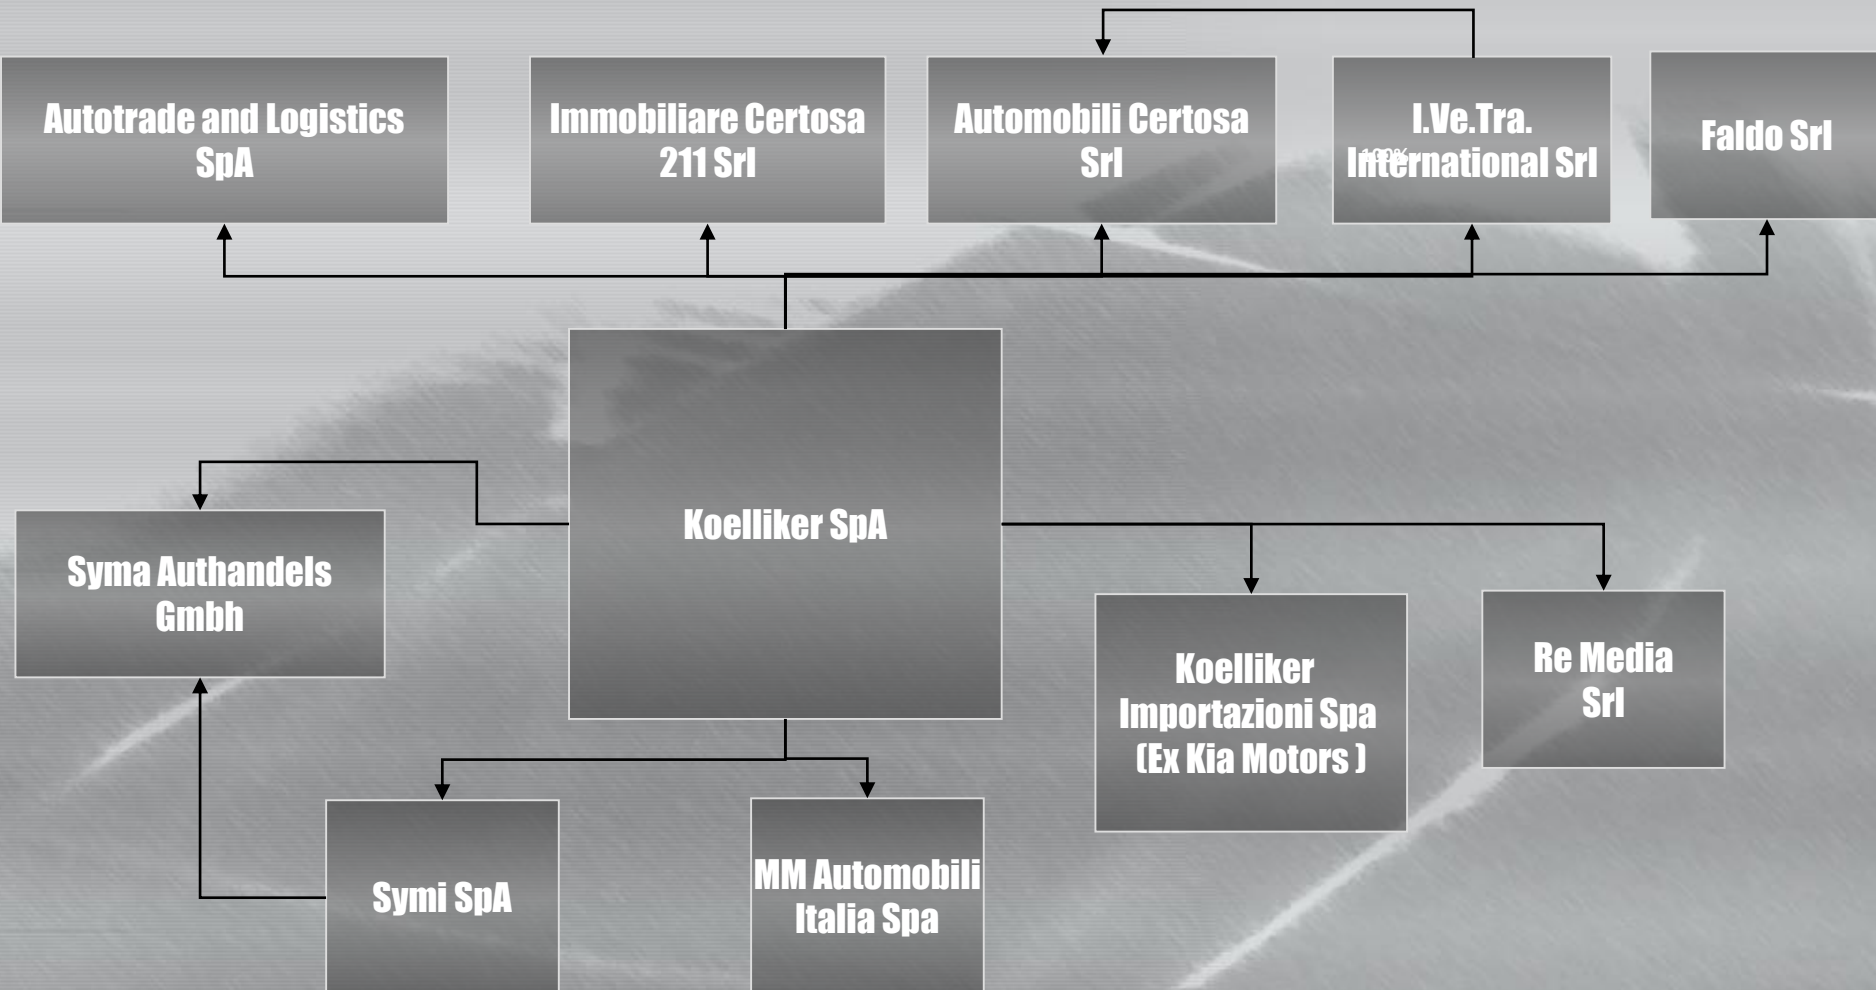 Autotrade and Logistics
SpA
Immobiliare Certosa
211 Srl
Automobili Certosa
Srl
I.Ve.Tra.
International Srl
100%
Faldo Srl
Koelliker SpA
Syma Authandels
Gmbh
Koelliker
Importazioni Spa
(Ex Kia Motors )
Re Media
Srl
Symi SpA
MM Automobili
Italia Spa